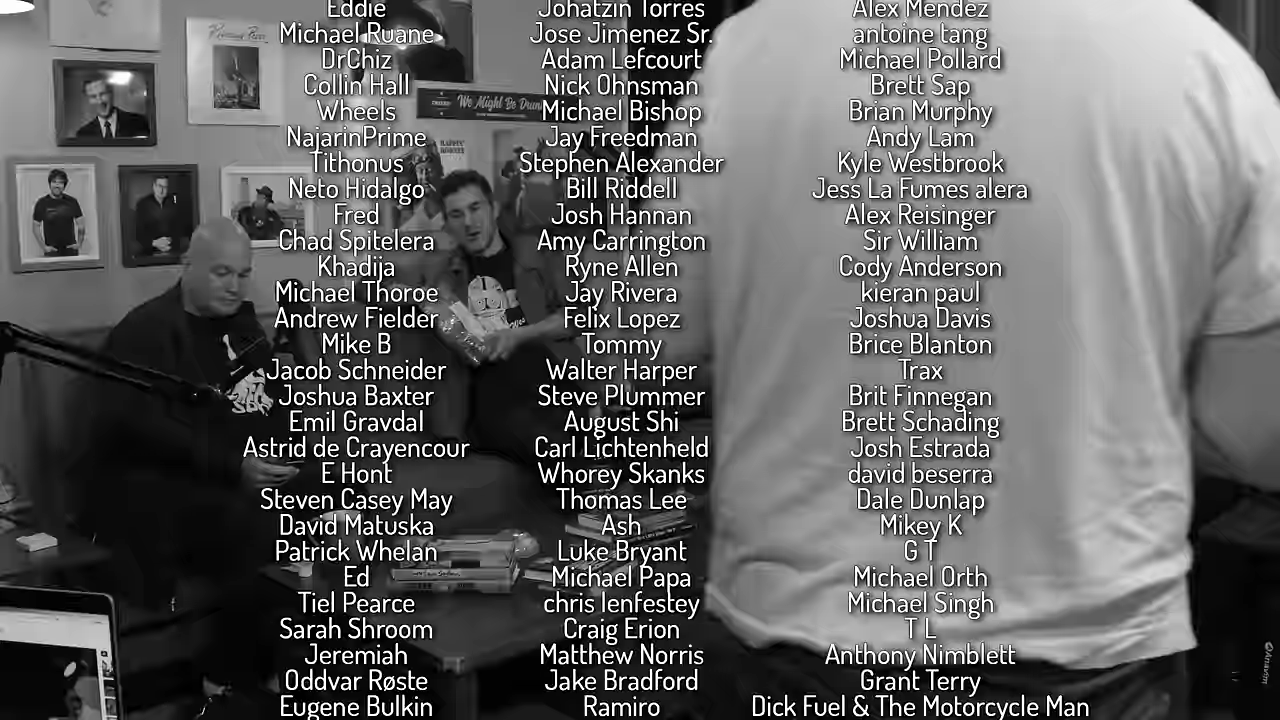 Eddie
Michael Ruane
DrChiz
Collin Hall
Wheels
NajarinPrime
Tithonus
Neto Hidalgo
Fred
Chad Spitelera
Khadija
Michael Thoroe
Andrew Fielder
Mike B
Jacob Schneider
Joshua Baxter
Emil Gravdal
Astrid de Crayencour
E Hont
Steven Casey May
David Matuska
Patrick Whelan
Ed
Tiel Pearce
Sarah Shroom
Jeremiah
Oddvar Røste
Eugene Bulkin
Johatzin Torres
Jose Jimenez Sr.
Adam Lefcourt
Nick Ohnsman
Michael Bishop
Jay Freedman
Stephen Alexander
Bill Riddell
Josh Hannan
Amy Carrington
Ryne Allen
Jay Rivera
Felix Lopez
Tommy
Walter Harper
Steve Plummer
August Shi
Carl Lichtenheld
Whorey Skanks
Thomas Lee
Ash
Luke Bryant
Michael Papa
chris lenfestey
Craig Erion
Matthew Norris
Jake Bradford
Ramiro
Alex Mendez
antoine tang
Michael Pollard
Brett Sap
Brian Murphy
Andy Lam
Kyle Westbrook
Jess La Fumes alera
Alex Reisinger
Sir William
Cody Anderson
kieran paul
Joshua Davis
Brice Blanton
Trax
Brit Finnegan
Brett Schading
Josh Estrada
david beserra
Dale Dunlap
Mikey K
G T
Michael Orth
Michael Singh
T L
Anthony Nimblett
Grant Terry
Dick Fuel & The Motorcycle Man
We Might Be